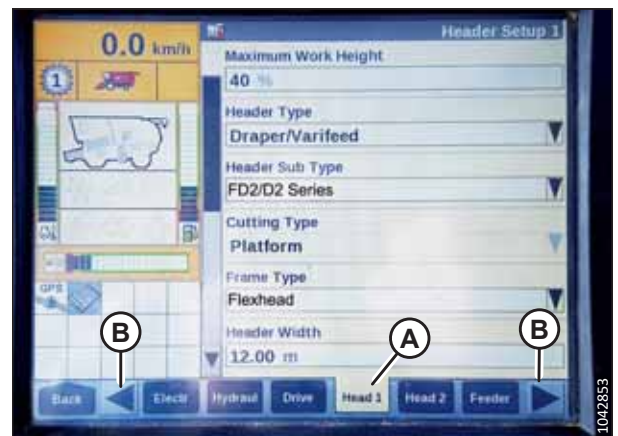 0.0 km/h
Header Setup 1
1
Maximum Work Height
40 %
Header Type
Draper/Varifeed
Header Sub Type
FD2/D2 Series
Cutting Type
Platform
Frame Type
Flexhead
GPS
Header Width
12.00 m
B
A
B
Back
Electr
Hydraul
Drive
Head 1
Head 2
Feeder
1042853